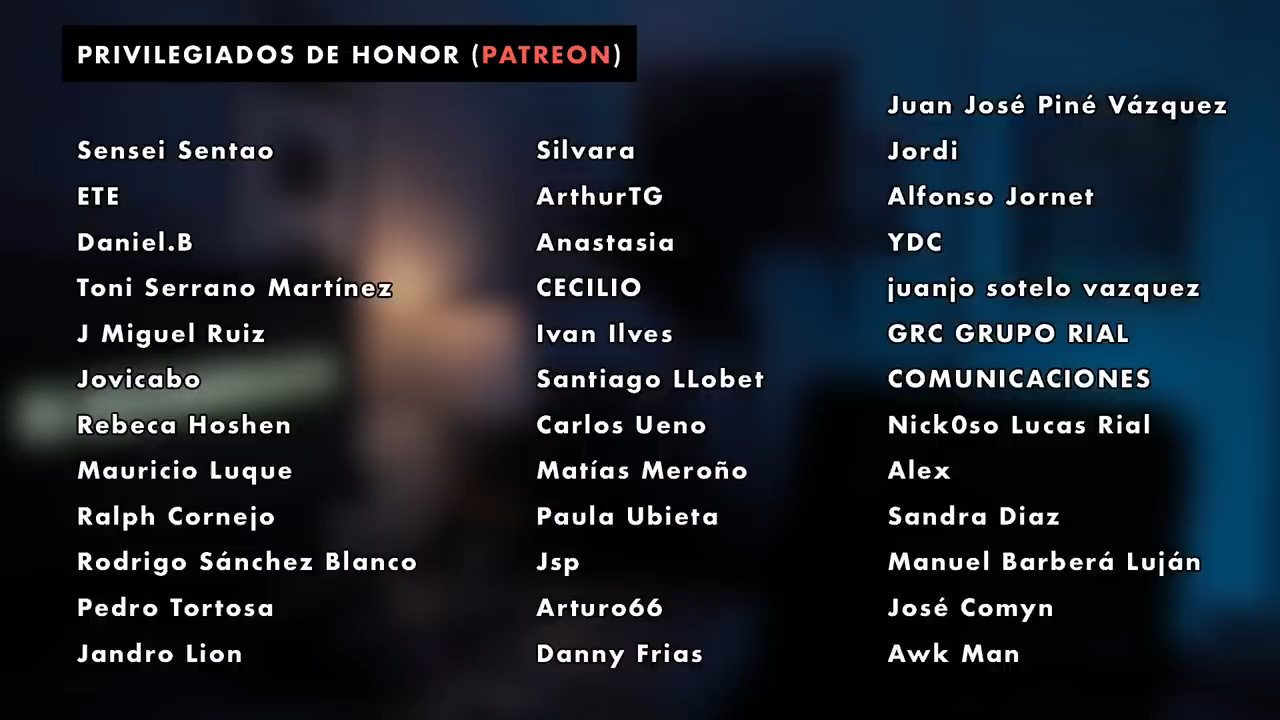 PRIVILEGIADOS DE HONOR (PATREON)
Sensei Sentao
ETE
Daniel.B
Toni Serrano Martínez
J Miguel Ruiz
Jovicabo
Rebeca Hoshen
Mauricio Luque
Ralph Cornejo
Rodrigo Sánchez Blanco
Pedro Tortosa
Jandro Lion
Silvara
ArthurTG
Anastasia
CECILIO
Ivan Ilves
Santiago LLobet
Carlos Ueno
Matías Meroño
Paula Ubieta
Jsp
Arturo66
Danny Frias
Juan José Piné Vázquez
Jordi
Alfonso Jornet
YDC
juanjo sotelo vazquez
GRC GRUPO RIAL
COMUNICACIONES
Nick0so Lucas Rial
Alex
Sandra Diaz
Manuel Barberá Luján
José Comyn
Awk Man